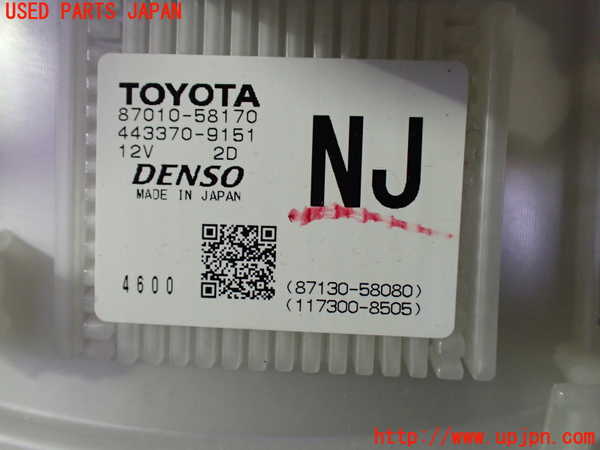 USED PARTS JAPAN
TOYOTA
87010-58170
443370-9151
12V 2D
DENSO
MADE IN JAPAN
NJ
4600
(87130-58080)
(117300-8505)
http://www.upjpn.com/